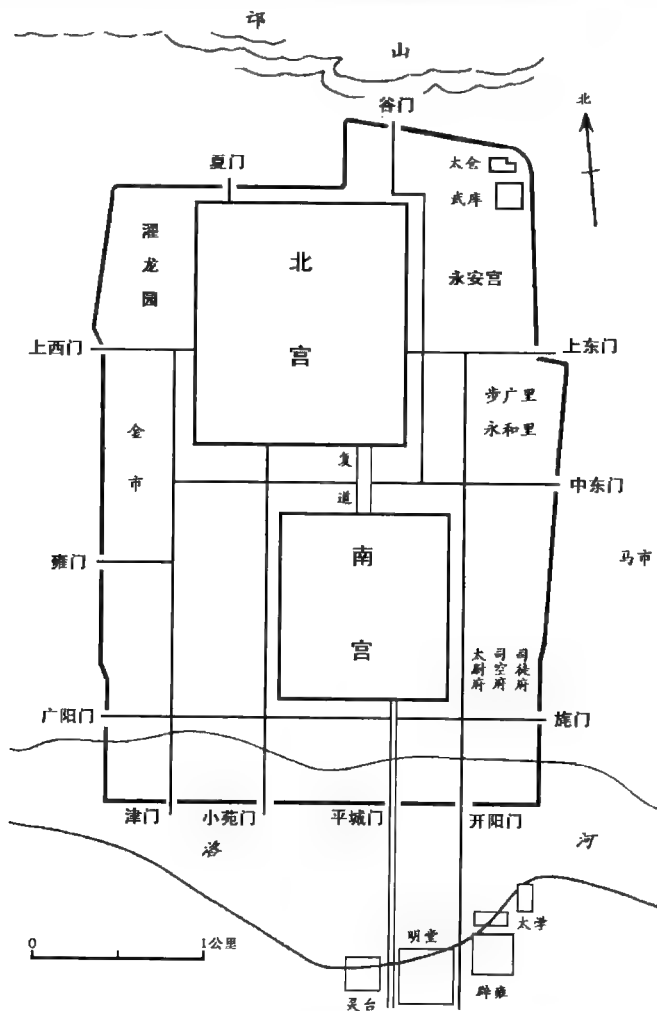 邙
山
谷门
北
太仓
夏门
武库
濯龙园
北宫
永安宫
上西门
上东门
步广里
永和里
金市
复道
中东门
南宫
雍门
马市
太尉府
司空府
司徒府
广阳门
旄门
津门
小苑门
平城门
开阳门
洛
河
0
1公里
太学
明堂
灵台
辟雍